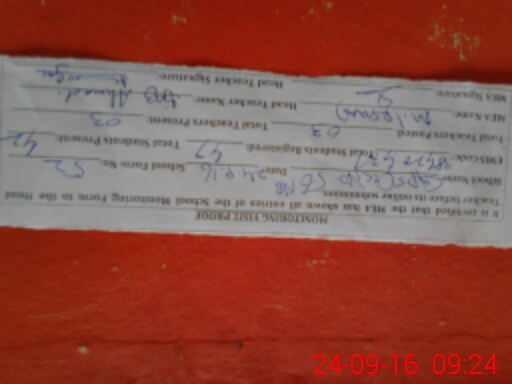 MONITORING VISIT PROOF
It is certified that the MEA has shown all entries of the School Monitoring Form to the Head
Teacher before its online submission.
School Name: Date: 24.9.16 School Form No: 52
EMIS Code: Total Students Registered: 47 Total Students Present: 42
Total Teachers Posted: 03 Total Teachers Present: 03
MEA Name: Head Teacher Name:
MEA Signature: Head Teacher Signature:
24-09-16 09:24